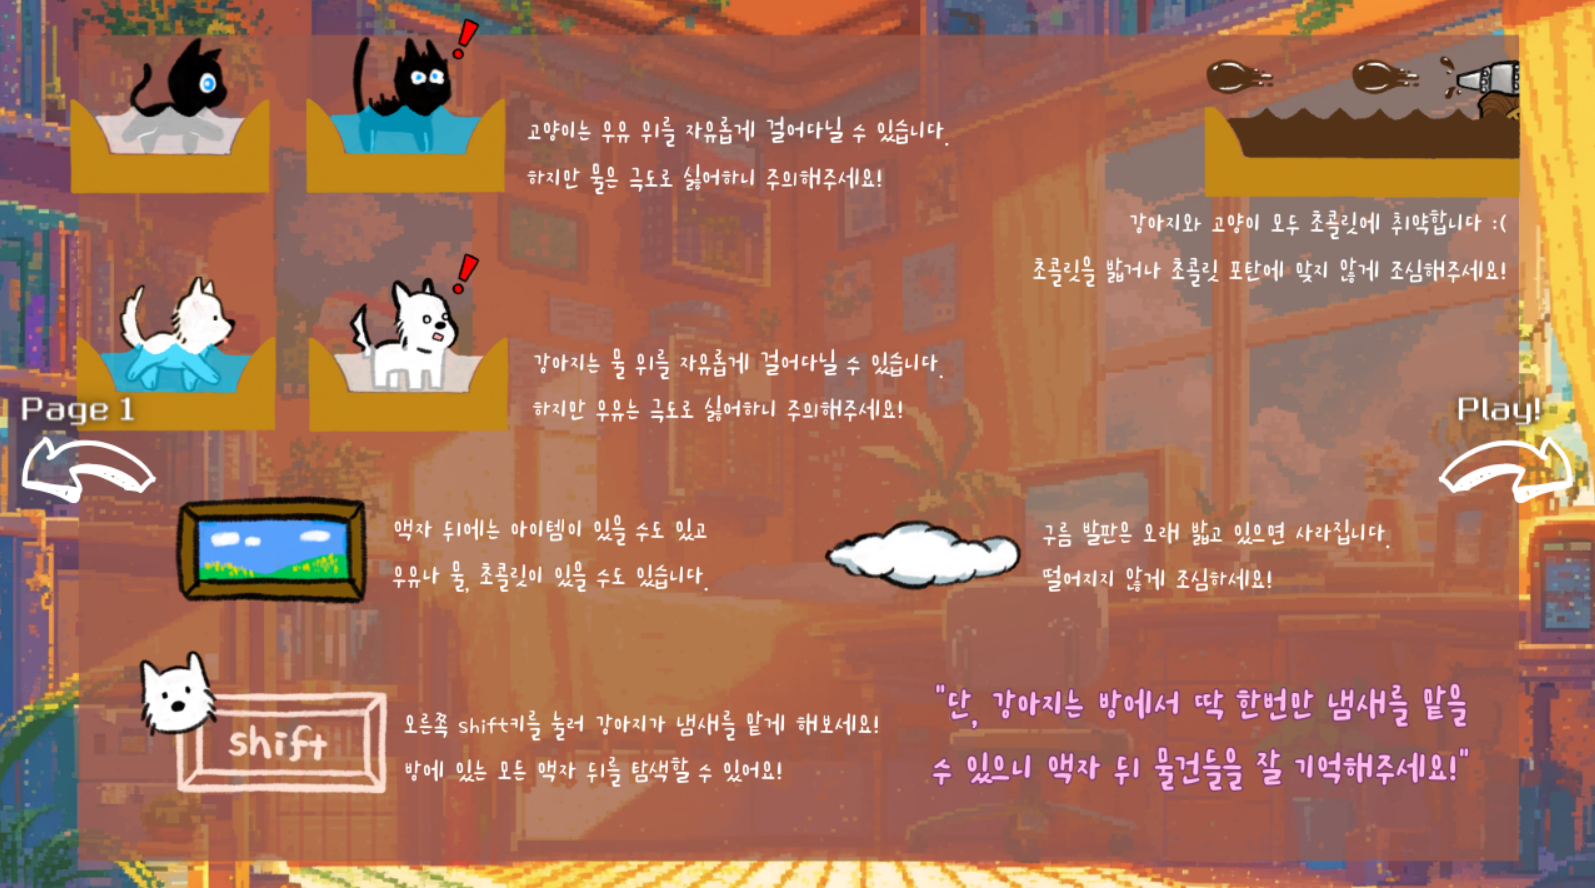 고양이는 우유 위를 자유롭게 걸어다닐 수 있습니다.
하지만 물은 극도로 싫어하니 주의해주세요!
강아지와 고양이 모두 초콜릿에 취약합니다 :(
초콜릿을 밟거나 초콜릿 포탄에 맞지 않게 조심해주세요!
강아지는 물 위를 자유롭게 걸어다닐 수 있습니다.
하지만 우유는 극도로 싫어하니 주의해주세요!
Page 1
Play!
액자 뒤에는 아이템이 있을 수도 있고
우유나 물, 초콜릿이 있을 수도 있습니다.
구름 발판은 오래 밟고 있으면 사라집니다.
떨어지지 않게 조심하세요!
shift
오른쪽 shift키를 눌러 강아지가 냄새를 맡게 해보세요!
방에 있는 모든 액자 뒤를 탐색할 수 있어요!
"단, 강아지는 방에서 딱 한번만 냄새를 맡을
수 있으니 액자 뒤 물건들을 잘 기억해주세요!"